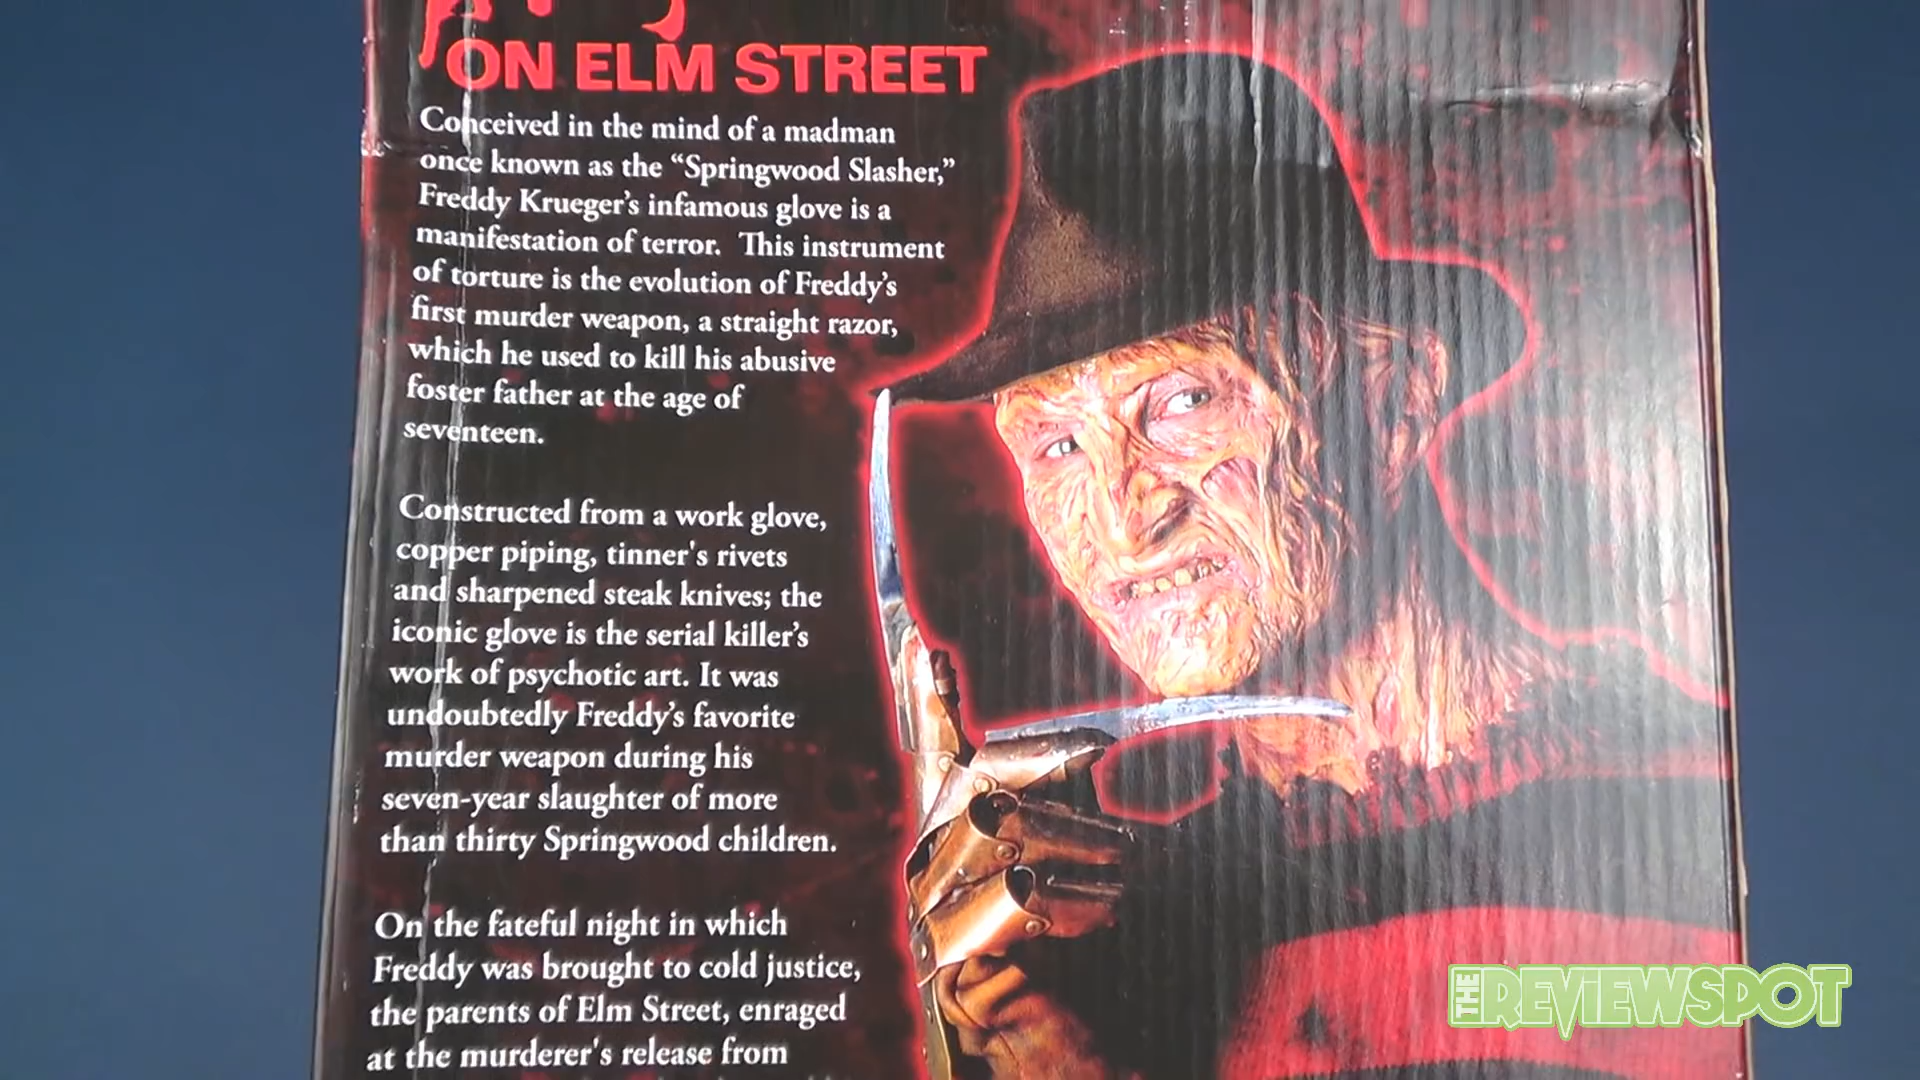 ON ELM STREET
Conceived in the mind of a madman
once known as the “Springwood Slasher,”
Freddy Krueger’s infamous glove is a
manifestation of terror. This instrument
of torture is the evolution of Freddy’s
first murder weapon, a straight razor,
which he used to kill his abusive
foster father at the age of
seventeen.
Constructed from a work glove,
copper piping, tinner's rivets
and sharpened steak knives; the
iconic glove is the serial killer’s
work of psychotic art. It was
undoubtedly Freddy’s favorite
murder weapon during his
seven-year slaughter of more
than thirty Springwood children.
On the fateful night in which
Freddy was brought to cold justice,
the parents of Elm Street, enraged
at the murderer's release from
THE REVIEWSPOT